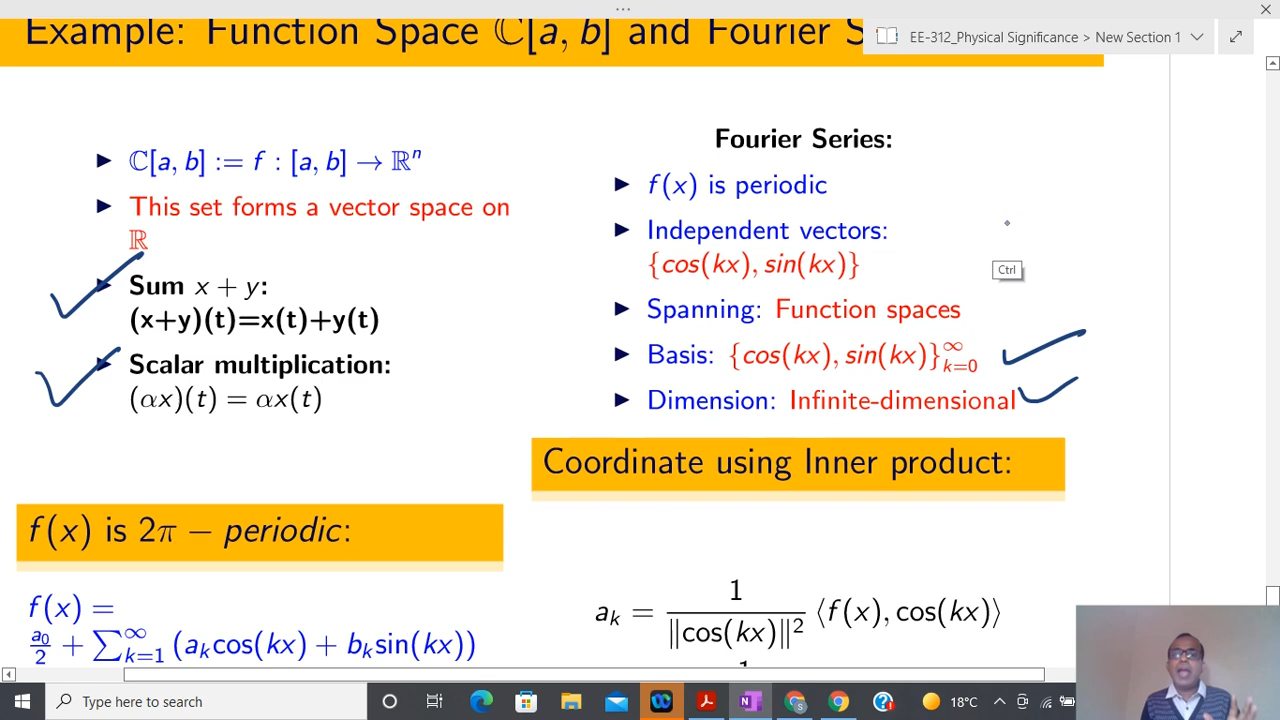 Example: Function Space ℂ[a, b] and Fourier S
EE-312_Physical Significance > New Section 1
► ℂ[a, b] := f : [a, b] → ℝⁿ
► This set forms a vector space on
ℝ
► Sum x + y:
(x+y)(t)=x(t)+y(t)
► Scalar multiplication:
(αx)(t) = αx(t)
f(x) is 2π − periodic:
f(x) =
a₀/2 + ∑_{k=1}^{∞} (aₖcos(kx) + bₖsin(kx))
Fourier Series:
► f(x) is periodic
► Independent vectors:
{cos(kx), sin(kx)}
Ctrl
► Spanning: Function spaces
► Basis: {cos(kx), sin(kx)}_{k=0}^{∞}
► Dimension: Infinite-dimensional
Coordinate using Inner product:
aₖ = 1/‖cos(kx)‖² ⟨f(x), cos(kx)⟩
1
Type here to search
18°C